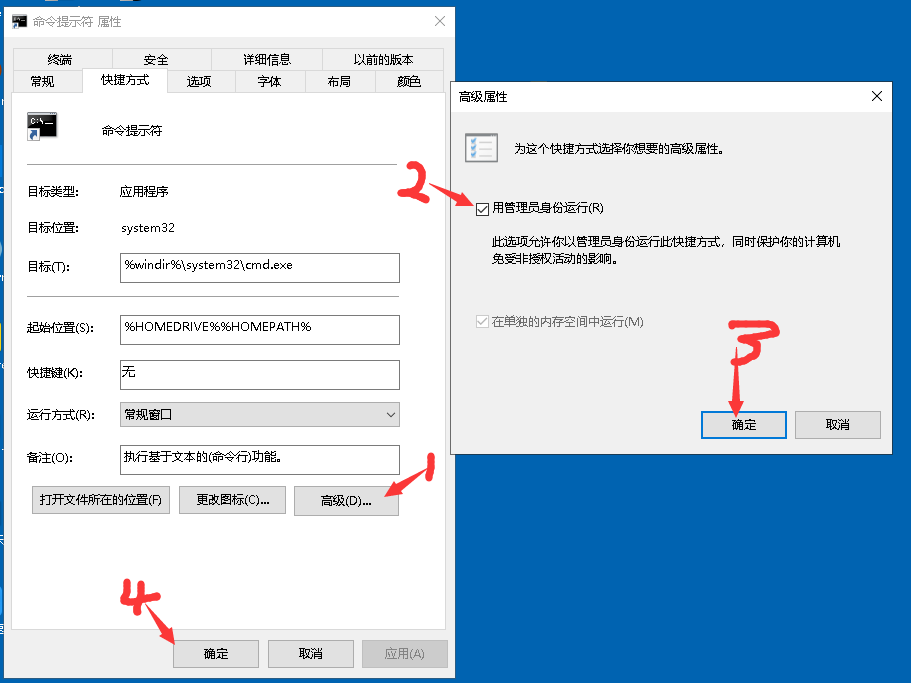 命令提示符 属性
终端 安全 详细信息 以前的版本
常规 快捷方式 选项 字体 布局 颜色
C:\
命令提示符
目标类型: 应用程序
目标位置: system32
目标(T): %windir%\system32\cmd.exe
起始位置(S): %HOMEDRIVE%%HOMEPATH%
快捷键(K): 无
运行方式(R): 常规窗口
备注(O): 执行基于文本的(命令行)功能。
打开文件所在的位置(F) 更改图标(C)... 高级(D)...
1
4
确定 取消 应用(A)
高级属性
为这个快捷方式选择你想要的高级属性。
2
用管理员身份运行(R)
此选项允许你以管理员身份运行此快捷方式，同时保护你的计算机
免受非授权活动的影响。
在单独的内存空间中运行(M)
3
确定 取消